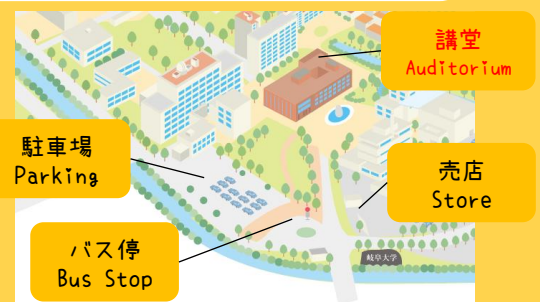 講堂
Auditorium
駐車場
Parking
売店
Store
バス停
Bus Stop
岐阜大学